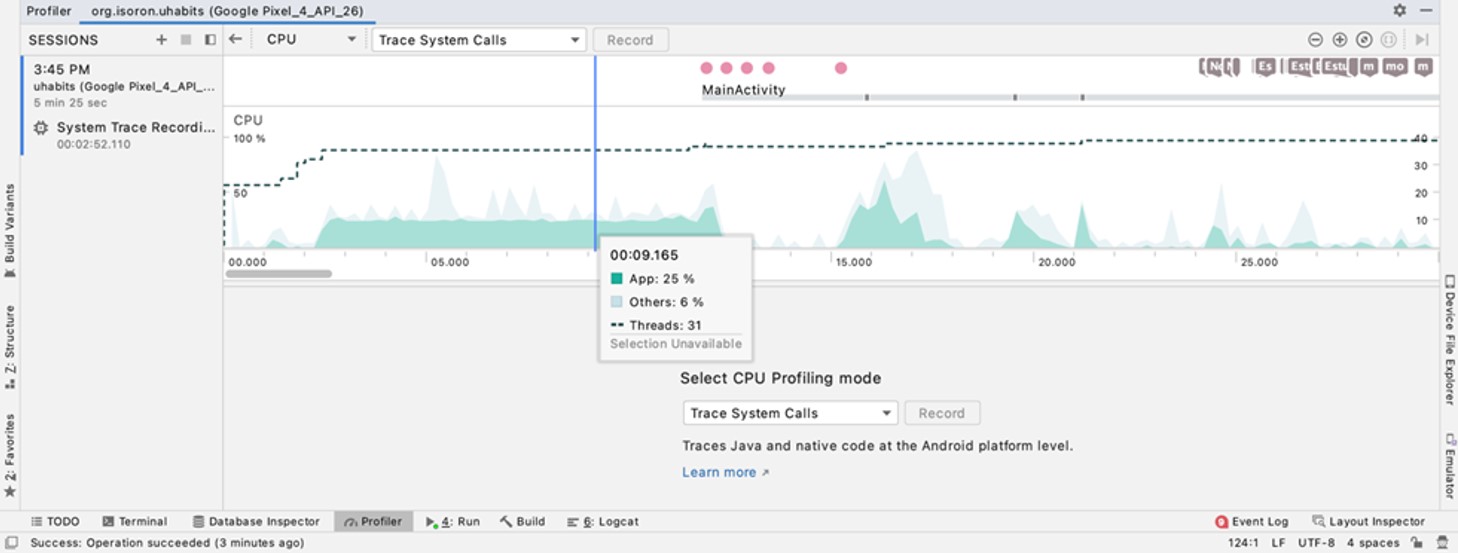 Profiler org.isoron.uhabits (Google Pixel_4_API_26)
SESSIONS CPU Trace System Calls Record
3:45 PM
uhabits (Google Pixel_4_API_...
5 min 25 sec
System Trace Recordi...
00:02:52.110
Es m mo m
MainActivity
CPU
100 % 40
30
50 20
10
00.000 05.000 15.000 20.000 25.000
00:09.165
App: 25 %
Others: 6 %
Threads: 31
Selection Unavailable
Select CPU Profiling mode
Trace System Calls Record
Traces Java and native code at the Android platform level.
Learn more ↗
Build Variants
Z: Structure
2: Favorites
Device File Explorer
Emulator
TODO Terminal Database Inspector Profiler 4: Run Build 6: Logcat Event Log Layout Inspector
Success: Operation succeeded (3 minutes ago) 124:1 LF UTF-8 4 spaces